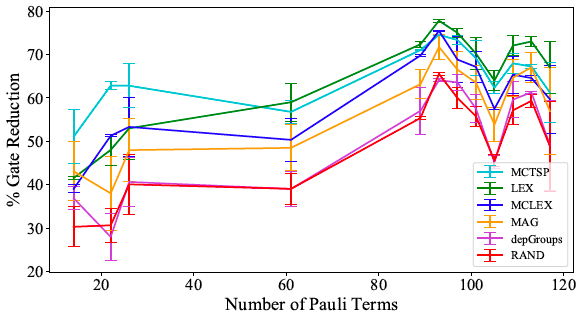 80
70
60
50
40
30
20
% Gate Reduction
20
40
60
80
100
120
Number of Pauli Terms
MCTSP
LEX
MCLEX
MAG
depGroups
RAND